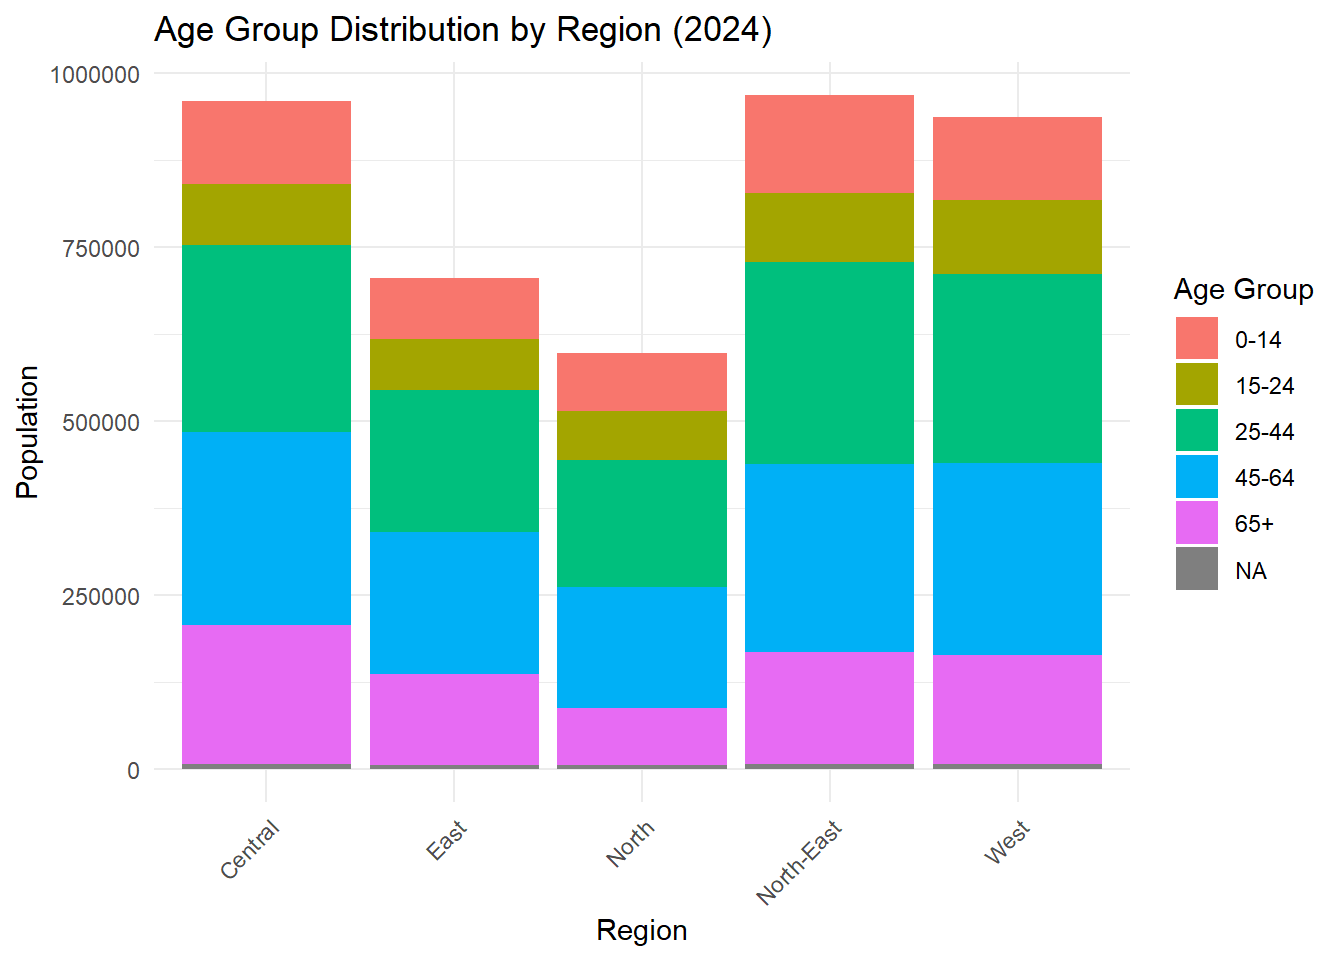 Age Group Distribution by Region (2024)
1000000
750000
500000
250000
0
Population
Central
East
North
North-East
West
Region
Age Group
0-14
15-24
25-44
45-64
65+
NA